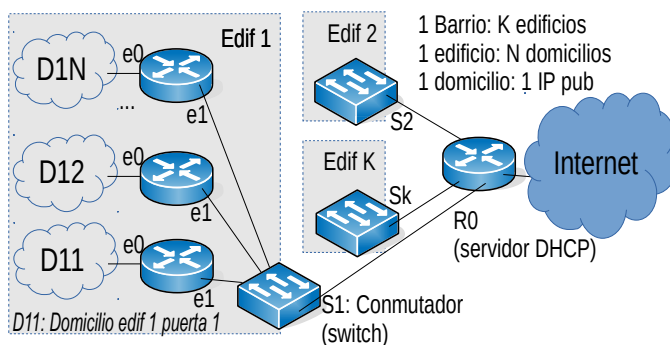 Edif 1
D1N
e0
...
e1
D12
e0
e1
D11
e0
e1
D11: Domicilio edif 1 puerta 1
Edif 2
S2
Edif K
Sk
1 Barrio: K edificios
1 edificio: N domicilios
1 domicilio: 1 IP pub
Internet
R0
(servidor DHCP)
S1: Conmutador
(switch)